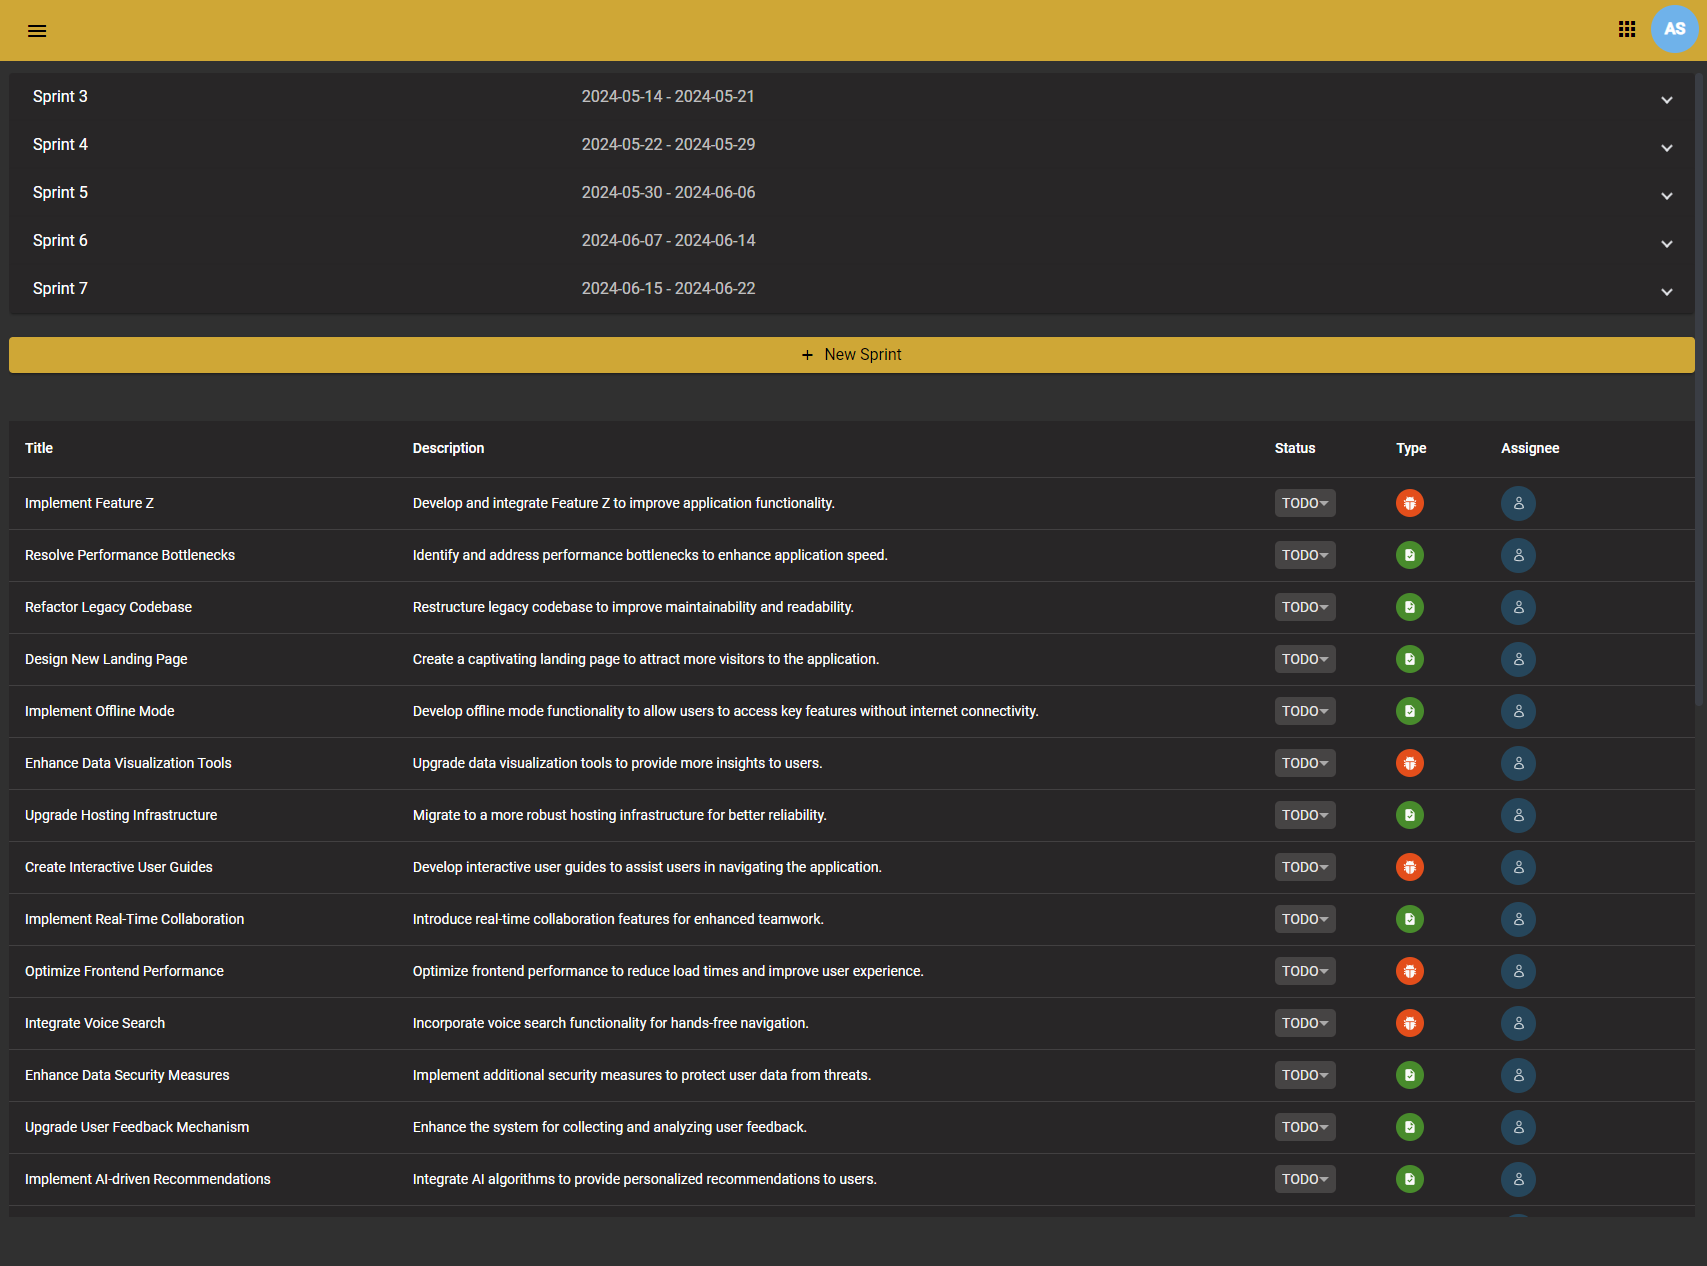 AS
Sprint 3 2024-05-14 - 2024-05-21
Sprint 4 2024-05-22 - 2024-05-29
Sprint 5 2024-05-30 - 2024-06-06
Sprint 6 2024-06-07 - 2024-06-14
Sprint 7 2024-06-15 - 2024-06-22
+ New Sprint
Title Description Status Type Assignee
Implement Feature Z Develop and integrate Feature Z to improve application functionality. TODO
Resolve Performance Bottlenecks Identify and address performance bottlenecks to enhance application speed. TODO
Refactor Legacy Codebase Restructure legacy codebase to improve maintainability and readability. TODO
Design New Landing Page Create a captivating landing page to attract more visitors to the application. TODO
Implement Offline Mode Develop offline mode functionality to allow users to access key features without internet connectivity. TODO
Enhance Data Visualization Tools Upgrade data visualization tools to provide more insights to users. TODO
Upgrade Hosting Infrastructure Migrate to a more robust hosting infrastructure for better reliability. TODO
Create Interactive User Guides Develop interactive user guides to assist users in navigating the application. TODO
Implement Real-Time Collaboration Introduce real-time collaboration features for enhanced teamwork. TODO
Optimize Frontend Performance Optimize frontend performance to reduce load times and improve user experience. TODO
Integrate Voice Search Incorporate voice search functionality for hands-free navigation. TODO
Enhance Data Security Measures Implement additional security measures to protect user data from threats. TODO
Upgrade User Feedback Mechanism Enhance the system for collecting and analyzing user feedback. TODO
Implement AI-driven Recommendations Integrate AI algorithms to provide personalized recommendations to users. TODO